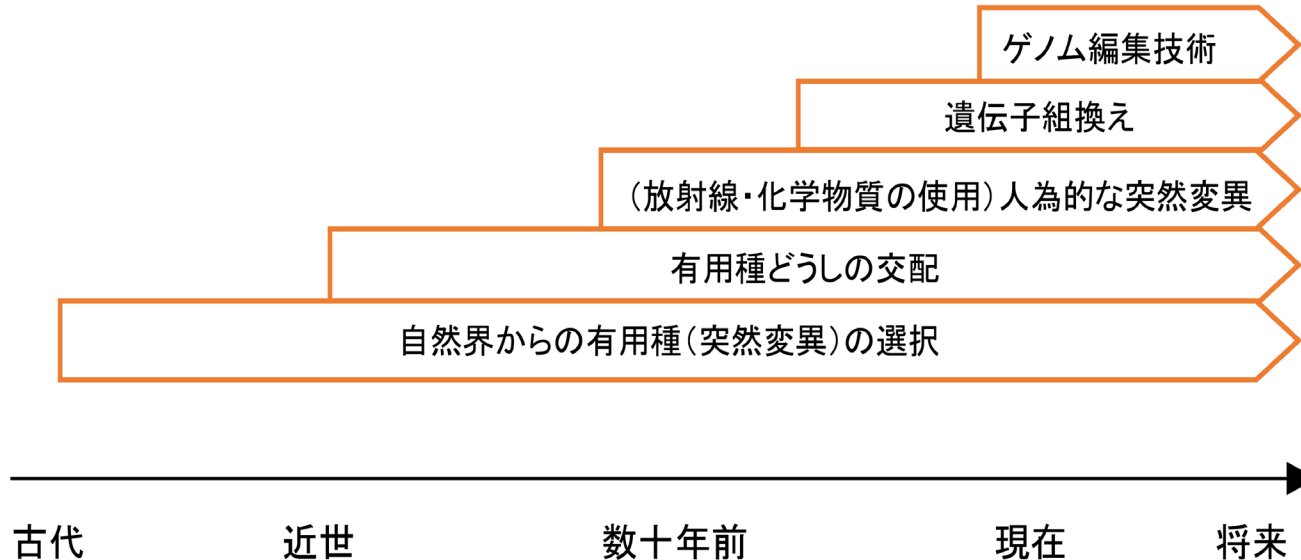 ゲノム編集技術
遺伝子組換え
(放射線・化学物質の使用)人為的な突然変異
有用種どうしの交配
自然界からの有用種(突然変異)の選択
古代 近世 数十年前 現在 将来